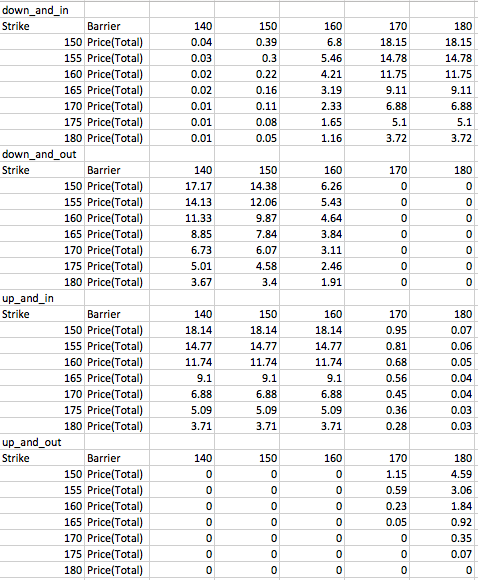 down_and_in
Strike Barrier 140 150 160 170 180
150 Price(Total) 0.04 0.39 6.8 18.15 18.15
155 Price(Total) 0.03 0.3 5.46 14.78 14.78
160 Price(Total) 0.02 0.22 4.21 11.75 11.75
165 Price(Total) 0.02 0.16 3.19 9.11 9.11
170 Price(Total) 0.01 0.11 2.33 6.88 6.88
175 Price(Total) 0.01 0.08 1.65 5.1 5.1
180 Price(Total) 0.01 0.05 1.16 3.72 3.72
down_and_out
Strike Barrier 140 150 160 170 180
150 Price(Total) 17.17 14.38 6.26 0 0
155 Price(Total) 14.13 12.06 5.43 0 0
160 Price(Total) 11.33 9.87 4.64 0 0
165 Price(Total) 8.85 7.84 3.84 0 0
170 Price(Total) 6.73 6.07 3.11 0 0
175 Price(Total) 5.01 4.58 2.46 0 0
180 Price(Total) 3.67 3.4 1.91 0 0
up_and_in
Strike Barrier 140 150 160 170 180
150 Price(Total) 18.14 18.14 18.14 0.95 0.07
155 Price(Total) 14.77 14.77 14.77 0.81 0.06
160 Price(Total) 11.74 11.74 11.74 0.68 0.05
165 Price(Total) 9.1 9.1 9.1 0.56 0.04
170 Price(Total) 6.88 6.88 6.88 0.45 0.04
175 Price(Total) 5.09 5.09 5.09 0.36 0.03
180 Price(Total) 3.71 3.71 3.71 0.28 0.03
up_and_out
Strike Barrier 140 150 160 170 180
150 Price(Total) 0 0 0 1.15 4.59
155 Price(Total) 0 0 0 0.59 3.06
160 Price(Total) 0 0 0 0.23 1.84
165 Price(Total) 0 0 0 0.05 0.92
170 Price(Total) 0 0 0 0 0.35
175 Price(Total) 0 0 0 0 0.07
180 Price(Total) 0 0 0 0 0